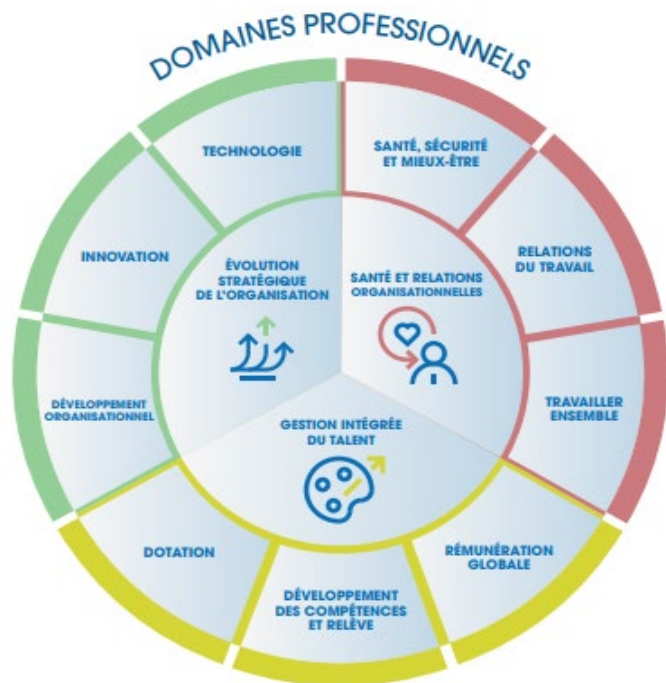 DOMAINES PROFESSIONNELS
TECHNOLOGIE
SANTÉ, SÉCURITÉ
ET MIEUX-ÊTRE
INNOVATION
RELATIONS
DU TRAVAIL
ÉVOLUTION
STRATÉGIQUE
DE L'ORGANISATION
SANTÉ ET RELATIONS
ORGANISATIONNELLES
DÉVELOPPEMENT
ORGANISATIONNEL
TRAVAILLER
ENSEMBLE
GESTION INTÉGRÉE
DU TALENT
DOTATION
RÉMUNÉRATION
GLOBALE
DÉVELOPPEMENT
DES COMPÉTENCES
ET RELÈVE